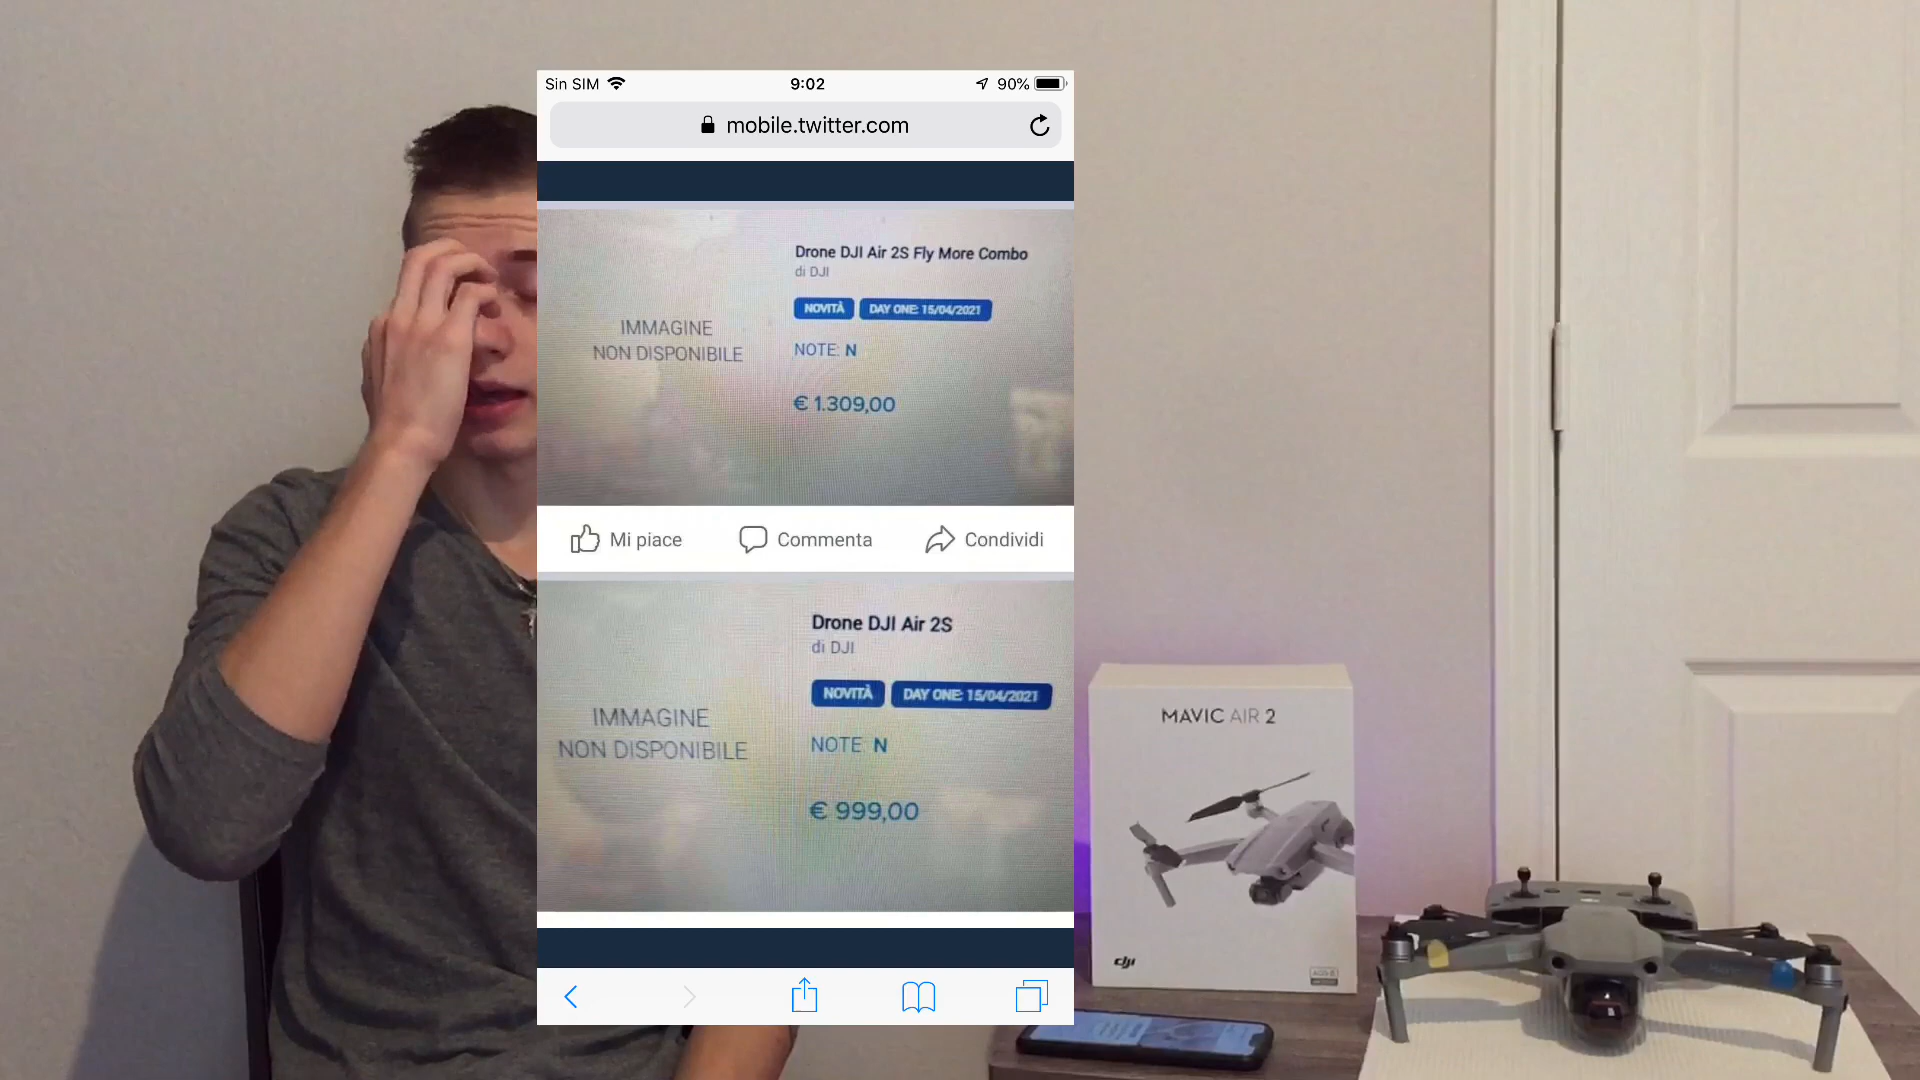 Sin SIM
9:02
90%
mobile.twitter.com
Drone DJI Air 2S Fly More Combo
di DJI
NOVITÀ
DAY ONE: 15/04/2021
IMMAGINE
NON DISPONIBILE
NOTE: N
€ 1.309,00
Mi piace
Commenta
Condividi
Drone DJI Air 2S
di DJI
NOVITÀ
DAY ONE: 15/04/2021
IMMAGINE
NON DISPONIBILE
NOTE: N
€ 999,00
MAVIC AIR 2
dji